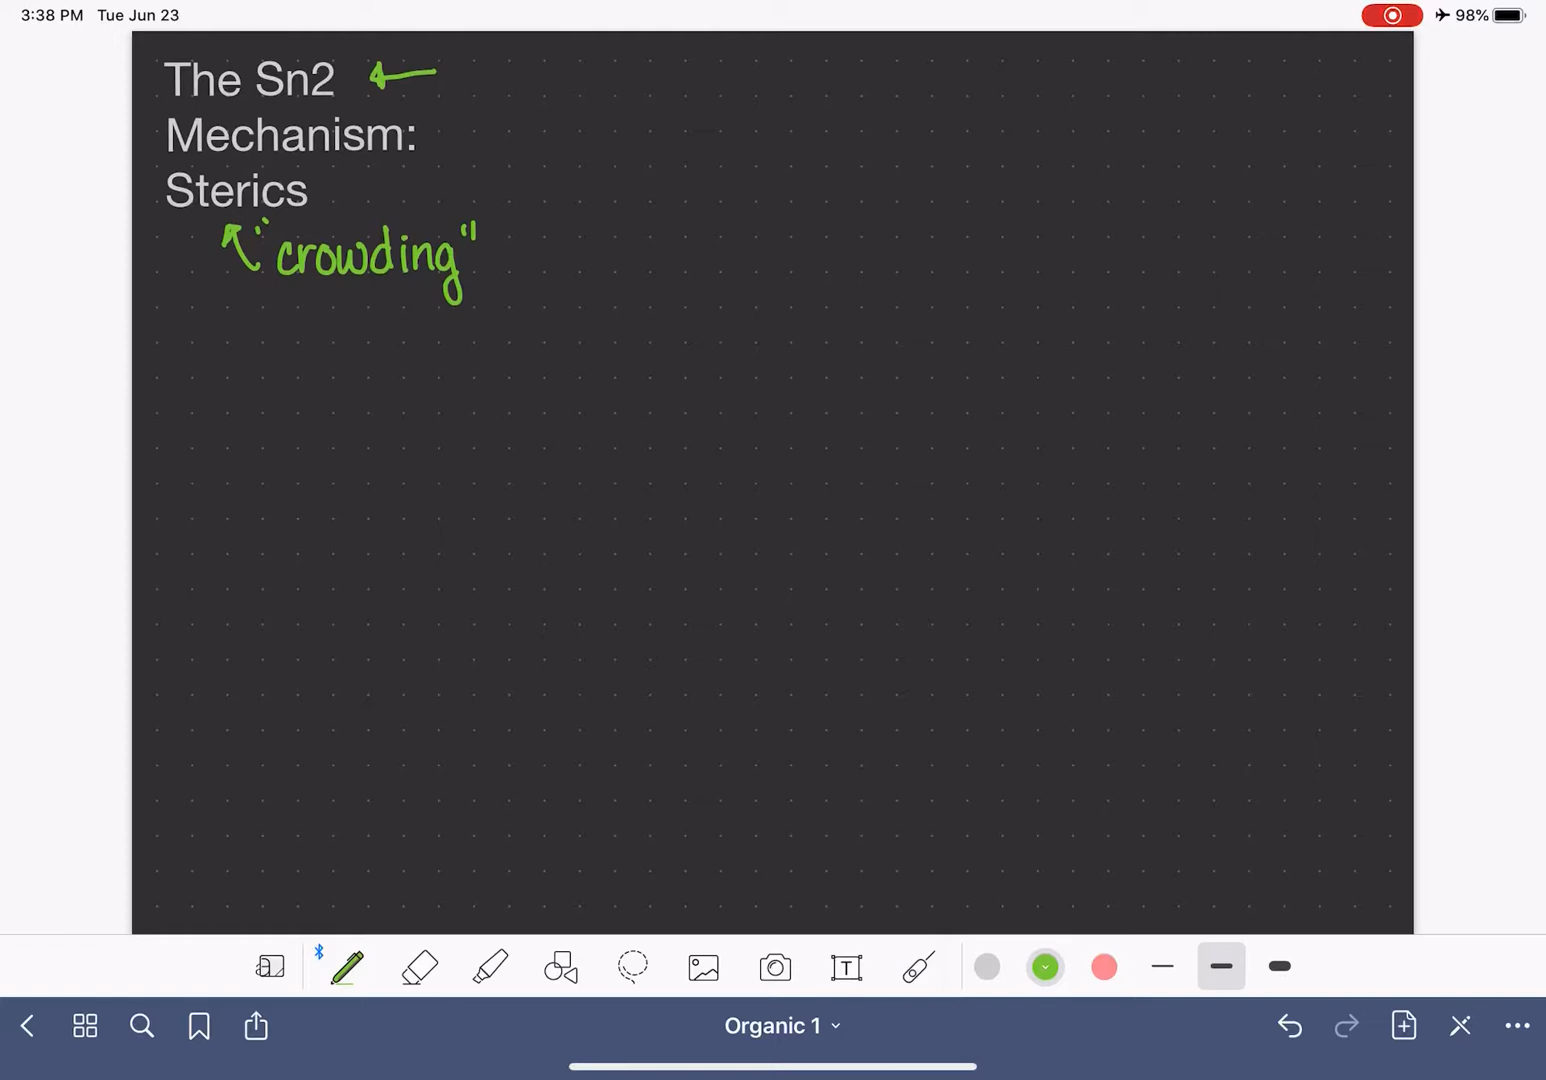 3:38 PM Tue Jun 23 98%
The Sn2
Mechanism:
Sterics
"crowding"
a
T
Organic 1